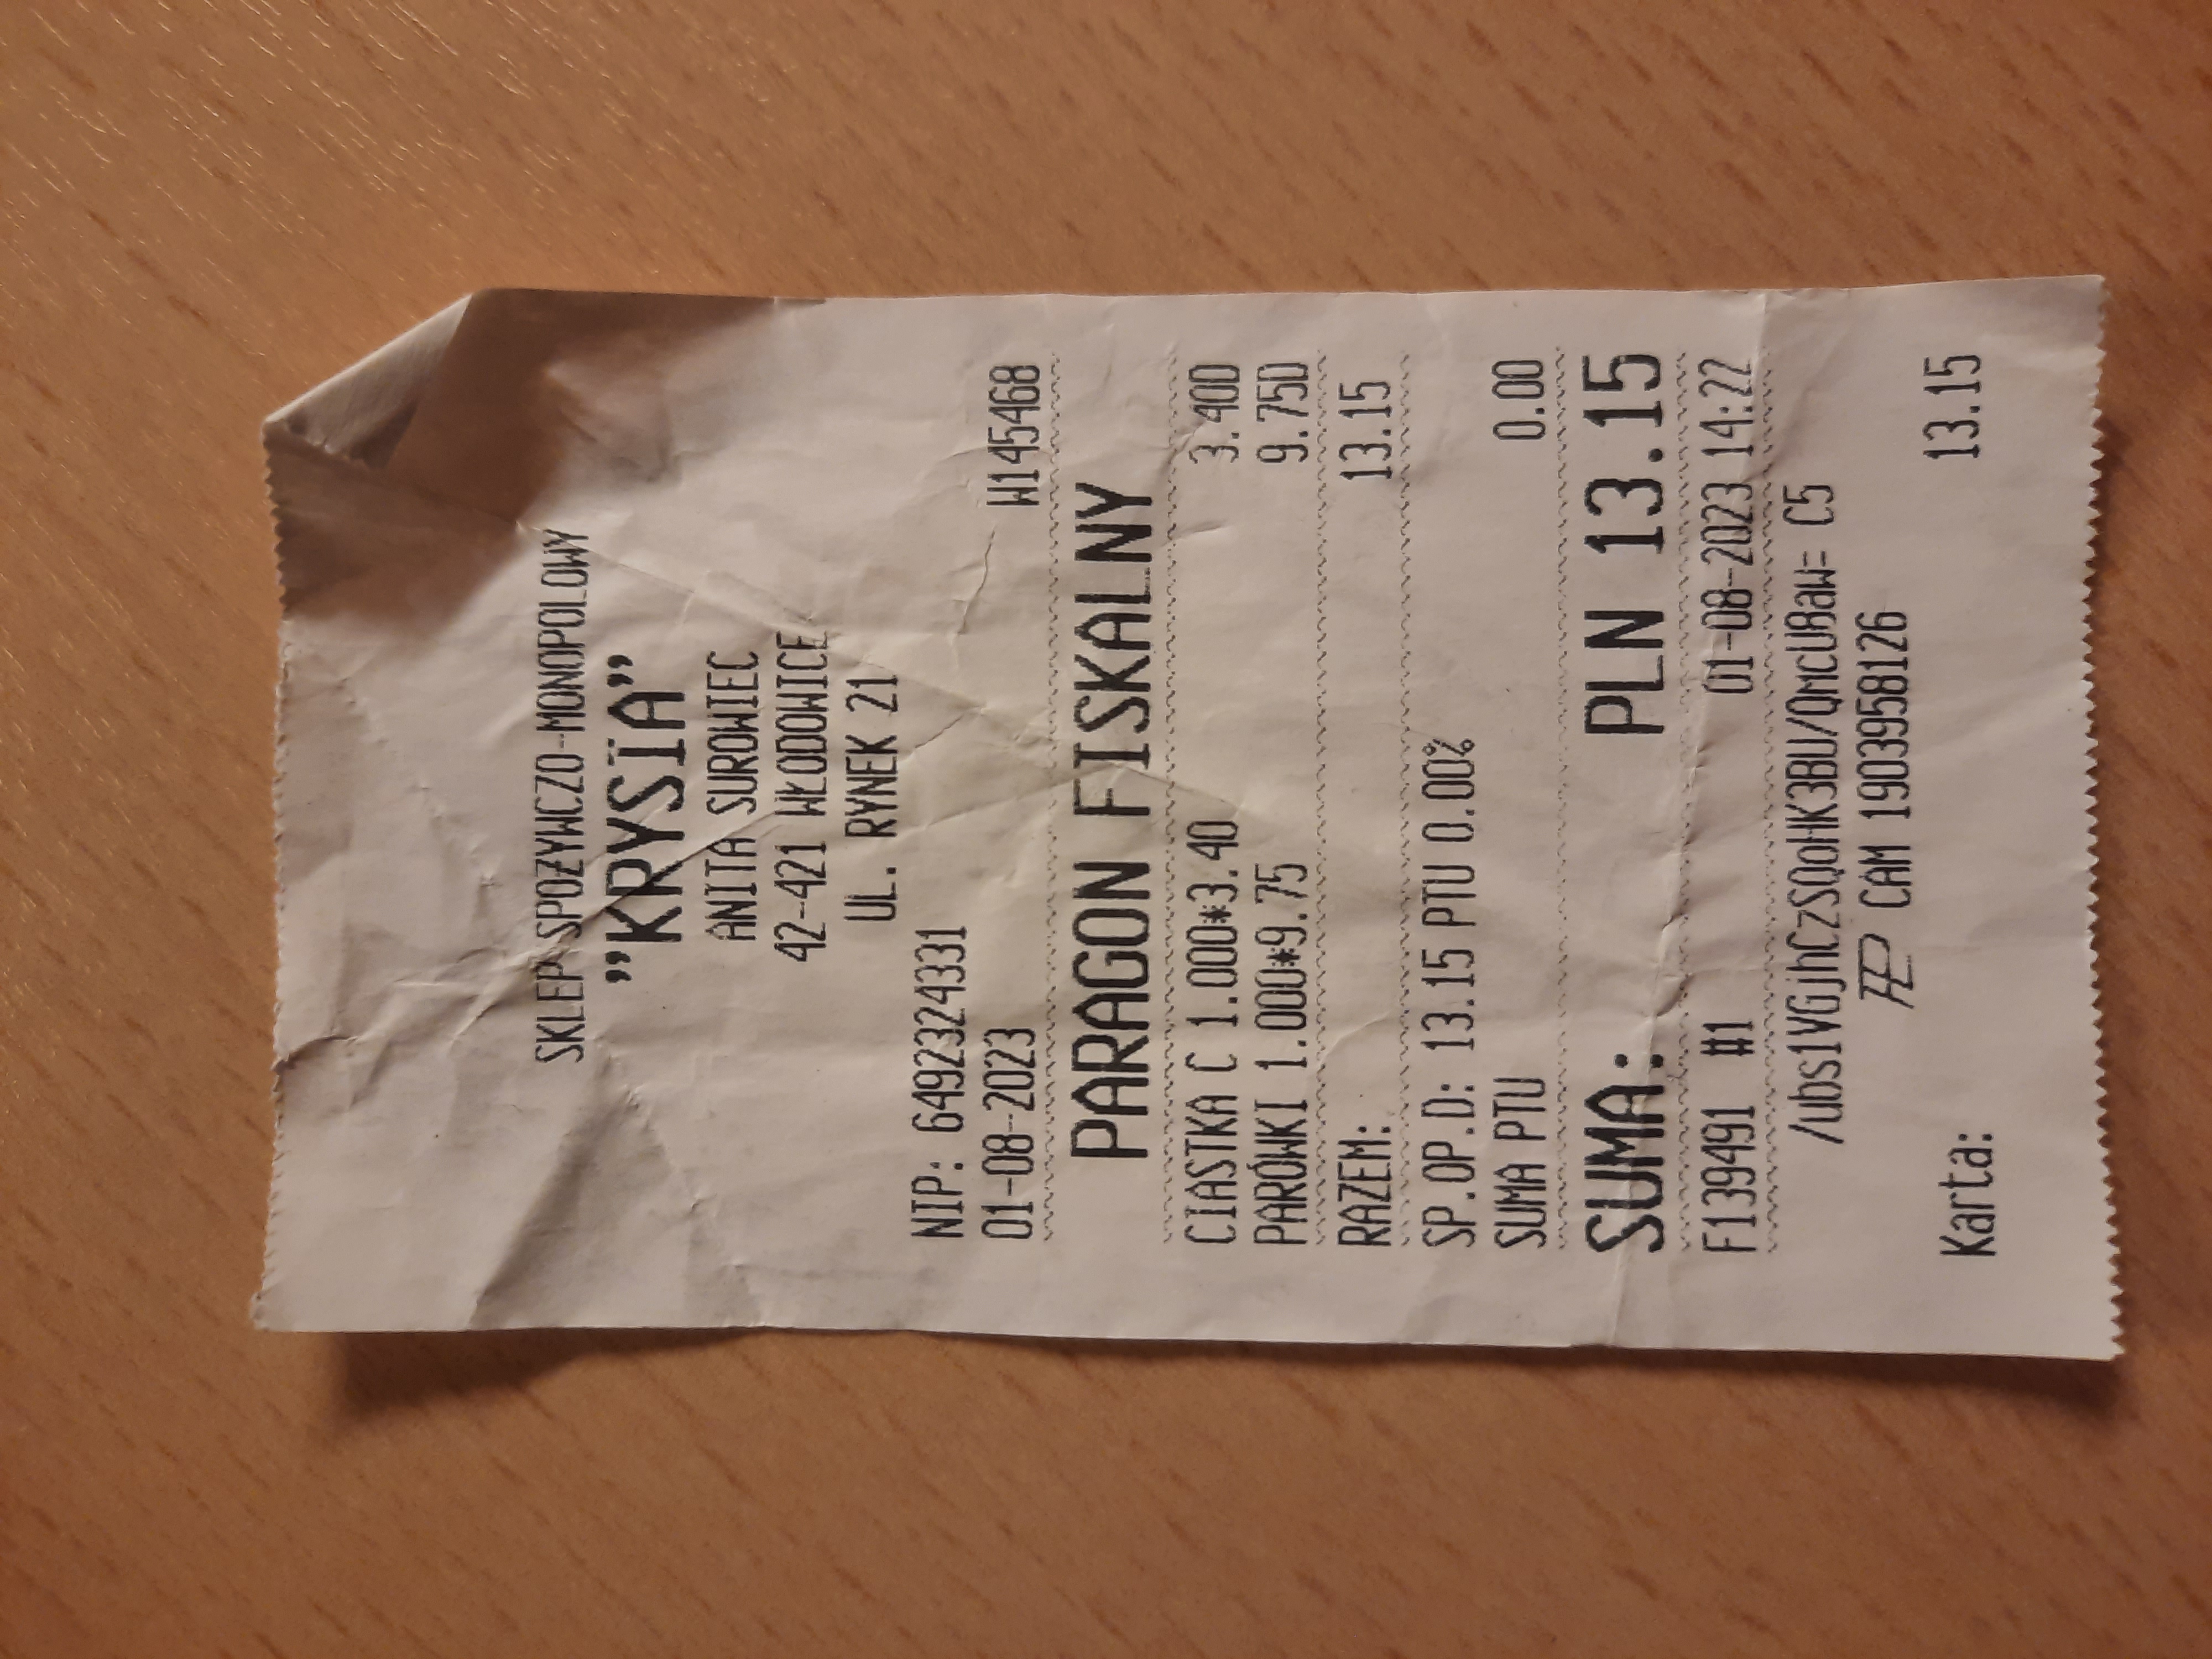 SKLEP SPOŻYWCZO-MONOPOLOWY
"KRYSIA"
ANITA SUROWIEC
42-421 WŁODOWICE
UL. RYNEK 21
NIP: 6492324331
01-08-2023 W145468
PARAGON FISKALNY
CIASTKA C 1.000*3.40 3.40D
PARÓWKI 1.000*9.75 9.75D
RAZEM: 13.15
SP.OP.D: 13.15 PTU 0.00%
SUMA PTU 0.00
SUMA: PLN 13.15
F139491 #1 01-08-2023 14:22
/ubs1VGjhCzSQoHK3BU/QMcU8aw= C5
CAM 1903958126
Karta: 13.15